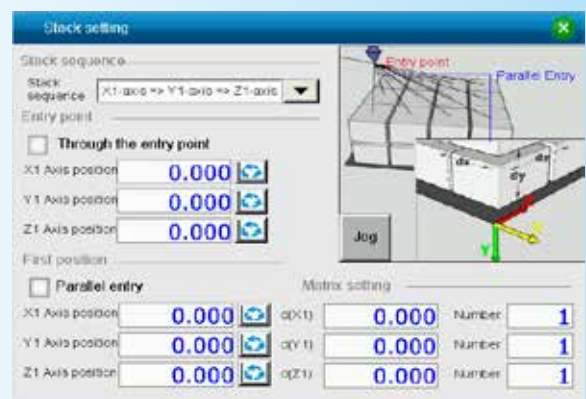 Stack setting
Stack sequence
Entry point
Parallel Entry
Stack sequence X1-axis => Y1-axis => Z1-axis
Entry point
Through the entry point
X1 Axis position 0.000
Y1 Axis position 0.000
Z1 Axis position 0.000
dx
dz
dy
X
Y
Jog
First position
Parallel entry
Matrix setting
X1 Axis position 0.000 d(X1) 0.000 Number 1
Y1 Axis position 0.000 d(Y1) 0.000 Number 1
Z1 Axis position 0.000 d(Z1) 0.000 Number 1